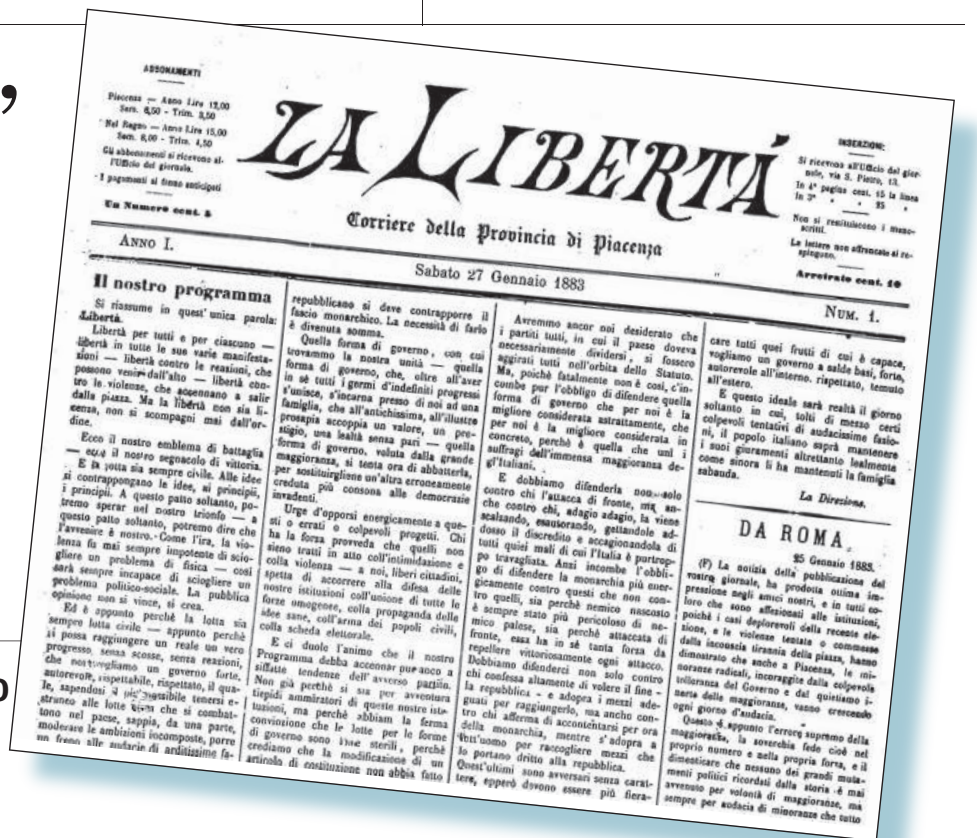 ABBONAMENTI
Piacenza — Anno Lire 12,00
Sem. 6,50 - Trim. 3,50
Nel Regno — Anno Lire 15,00
Sem. 8,00 - Trim. 4,50
Gli abbonamenti si ricevono al-
l'Ufficio del giornale.
I pagamenti si fanno anticipati
Un Numero cent. 5
LA LIBERTÁ
Corriere della Provincia di Piacenza
INSERZIONI:
Si ricevono all'Ufficio del gior-
nale, via S. Pietro, 13.
In 4ª pagina cent. 15 la linea
In 3ª " " 25 "
Non si restituiscono i mano-
scritti.
Le lettere non affrancate si re-
spingono.
Arretrato cent. 10
ANNO I.
Sabato 27 Gennaio 1883
NUM. 1.
Il nostro programma
Si riassume in quest' unica parola:
Libertà.
Libertà per tutti e per ciascuno —
libertà in tutte le sue varie manifesta-
zioni — libertà contro le reazioni, che
possono venire dall'alto — libertà con-
tro le violenze, che accennano a salir
dalla piazza. Ma la libertà non sia li-
cenza, non si scompagni mai dall'or-
dine.
Ecco il nostro emblema di battaglia
— ecco il nostro segnacolo di vittoria.
E la lotta sia sempre civile. Alle idee
si contrappongano le idee, ai principii,
i principii. A questo patto soltanto, po-
tremo sperar nel nostro trionfo — a
questo patto soltanto, potremo dire che
l'avvenire è nostro. Come l'ira, la vio-
lenza fu mai sempre impotente di scio-
gliere un problema di fisica — così
sarà sempre incapace di sciogliere un
problema politico-sociale. La pubblica
opinione non si vince, si crea.
Ed è appunto perchè la lotta sia
sempre lotta civile — appunto perchè
si possa raggiungere un reale un vero
progresso, senza scosse, senza reazioni,
che noi vogliamo un governo forte,
autorevole, rispettabile, rispettato, il qua-
le, sapendosi il più possibile tenersi e-
straneo alle lotte che si combat-
tono nel paese, sappia, da una parte,
moderare le ambizioni incomposte, porre
un freno alle audacie di arditissime fa-
repubblicano si deve contrapporre il
fascio monarchico. La necessità di farlo
è divenuta somma.
Quella forma di governo, con cui
trovammo la nostra unità — quella
forma di governo, che, oltre all'aver
in sè tutti i germi d'indefiniti progressi
s'unisce, s'incarna presso di noi ad una
famiglia, che all'antichissima, all'illustre
prosapia accoppia un valore, un pre-
stigio, una lealtà senza pari — quella
forma di governo, voluta dalla grande
maggioranza, si tenta ora di abbatterla,
per sostituirglione un'altra erroneamente
creduta più consona alle democrazie
invadenti.
Urge d'opporsi energicamente a que-
sti o errati o colpevoli progetti. Chi
ha la forza provveda che quelli non
sieno tratti in atto coll'intimidazione e
colla violenza — a noi, liberi cittadini,
spetta di accorrere alla difesa delle
nostre istituzioni coll'unione di tutte le
forze omogenee, colla propaganda delle
idee sane, coll'arma dei popoli civili,
colla scheda elettorale.
E ci duole l'animo che il nostro
Programma debba accennar pur anco a
siffatte tendenze dell'avverso partito.
Non già perchè si sia per avventura
tiepidi ammiratori di queste nostre isti-
tuzioni, ma perchè abbiam la ferma
convinzione che le lotte per le forme
di governo sono lotte sterili, perchè
crediamo che la modificazione di un
articolo di costituzione non abbia fatto
Avremmo ancor noi desiderato che
i partiti tutti, in cui il paese doveva
necessariamente dividersi, si fossero
aggirati tutti nell'orbita dello Statuto.
Ma, poichè fatalmente non è così, c'in-
cumbe pur l'obbligo di difendere quella
forma di governo che per noi è la
migliore considerata astrattamente, che
per noi è la migliore considerata in
concreto, perchè è quella che unì i
suffragi dell'immensa maggioranza de-
gl'Italiani.
E dobbiamo difenderla non solo
contro chi l'attacca di fronte, ma an-
che contro chi, adagio adagio, la viene
scalzando, esautorando, gettandole ad-
dosso il discredito e accagionandola di
tutti quei mali di cui l'Italia è purtrop-
po travagliata. Anzi incombe l'obbli-
go di difendere la monarchia più ener-
gicamente contro questi che non con-
tro quelli, sia perchè nemico nascosto
è sempre stato più pericoloso di ne-
mico palese, sia perchè attaccata di
fronte, essa ha in sè tanta forza da
repellere vittoriosamente ogni attacco.
Dobbiamo difenderci non solo contro
chi confessa altamente di volere il fine -
la repubblica - e adopra i mezzi ade-
guati per raggiungerlo, ma anche con-
tro chi afferma di accontentarsi per ora
della monarchia, mentre s'adopra a
tutt'uomo per raccogliere mezzi che
lo portano dritto alla repubblica.
Quest'ultimi sono avversari senza carat-
tere, epperò devono essere più fiera-
care tutti quei frutti di cui è capace,
vogliamo un governo a salde basi, forte,
autorevole all'interno, rispettato, temuto
all'estero.
E questo ideale sarà realtà il giorno
soltanto in cui, tolti di mezzo certi
colpevoli tentativi di audacissime fazio-
ni, il popolo italiano saprà mantenere
i suoi giuramenti altrettanto lealmente
come sinora li ha mantenuti la famiglia
sabauda.
La Direzione.
DA ROMA
25 Gennaio 1883.
(F) La notizia della pubblicazione del
vostro giornale, ha prodotta ottima im-
pressione negli amici nostri, e in tutti co-
loro che sono affezionati alle istituzioni,
poichè i casi deplorevoli della recente ele-
zione, e le violenze tentate o commesse
dalla inconscia tirannia della piazza, hanno
dimostrato che anche a Piacenza, le mi-
noranze radicali, incoraggite dalla colpevole
tolleranza del Governo e dal quietismo i-
nerte delle maggioranze, vanno crescendo
ogni giorno d'audacia.
Questo è appunto l'errore supremo della
maggioranza, la soverchia fede cioè nel
proprio numero e nella propria forza, e il
dimenticare che nessuno dei grandi muta-
menti politici ricordati dalla storia è mai
avvenuto per volontà di maggioranze, ma
sempre per audacia di minoranze che tutto